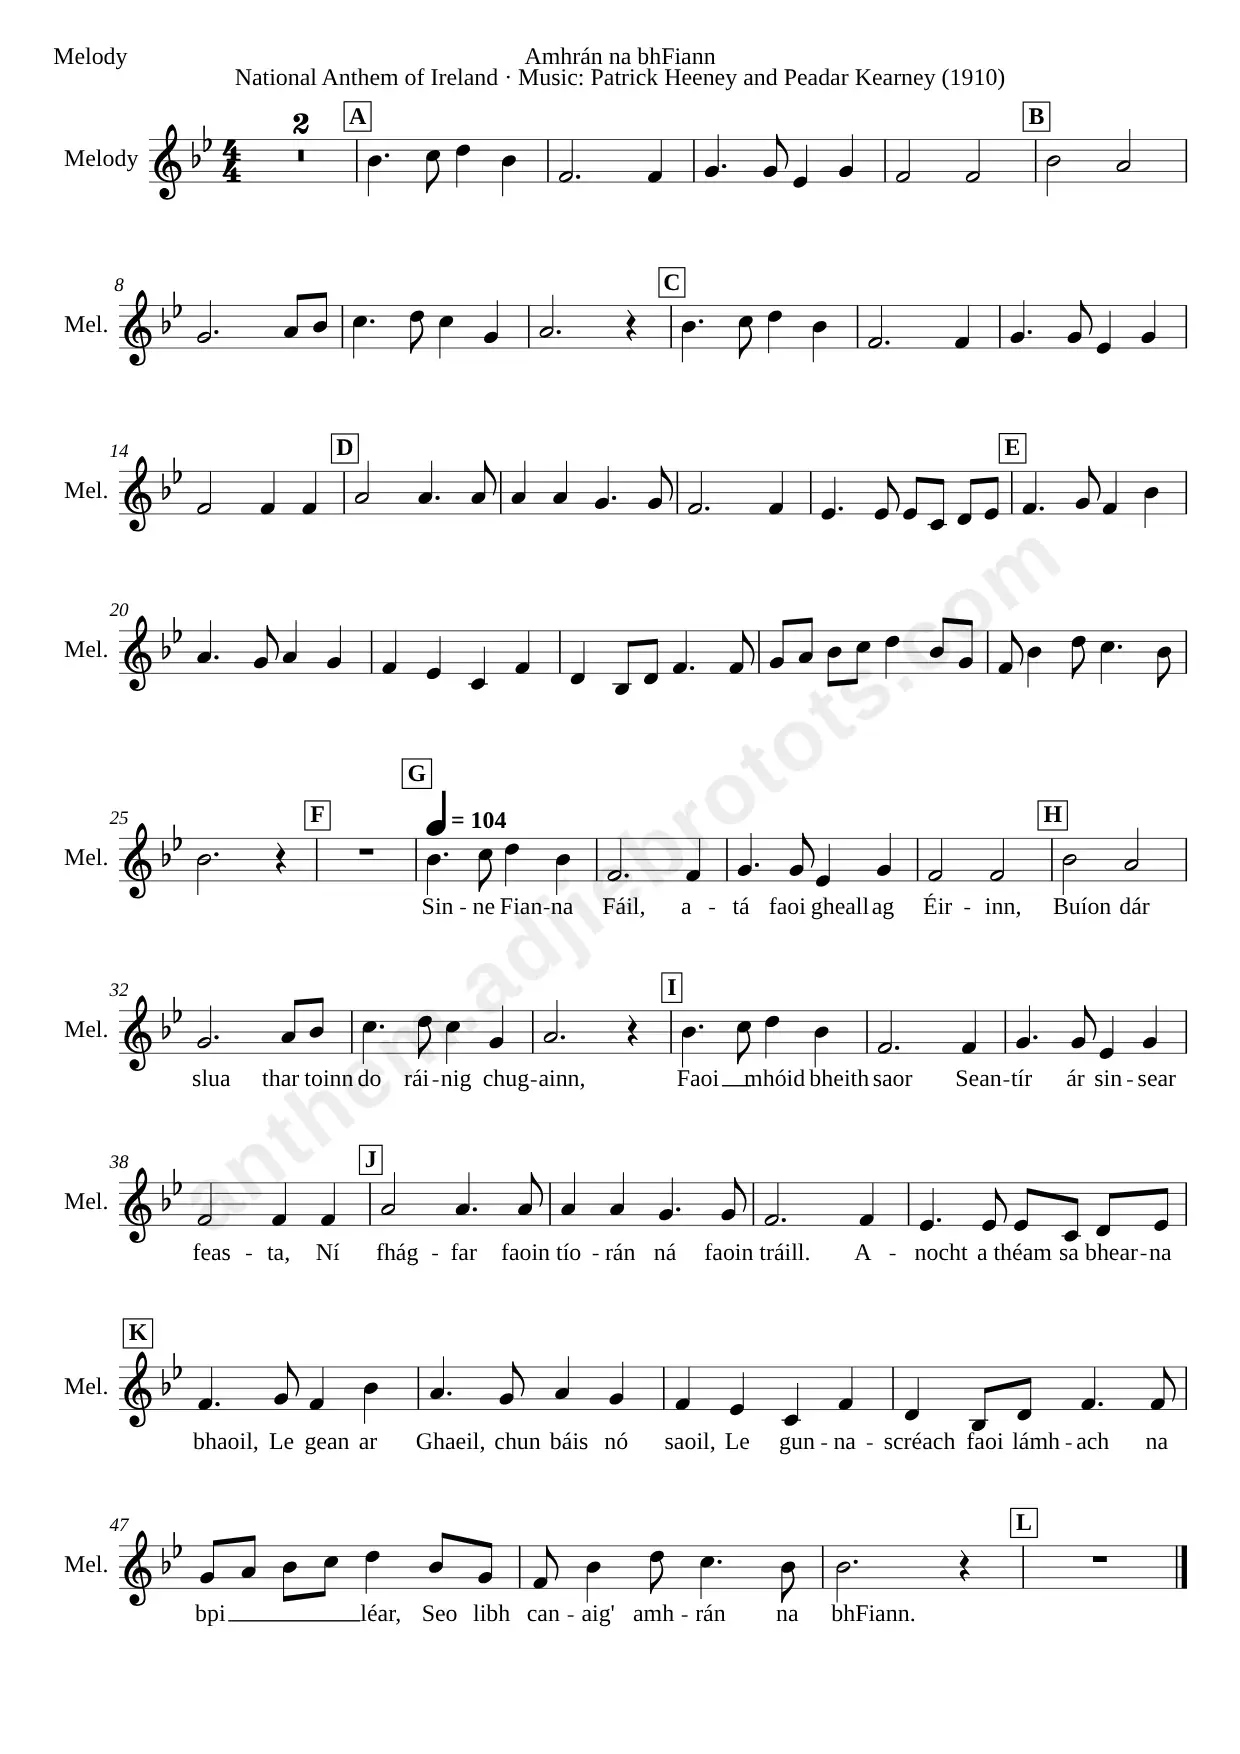 Melody
Amhrán na bhFiann
National Anthem of Ireland · Music: Patrick Heeney and Peadar Kearney (1910)
2
A
B
Melody
8
C
Mel.
14
D
E
Mel.
20
Mel.
25
F
G
= 104
H
Mel.
Sin - ne Fian - na Fáil, a - tá faoi gheall ag Éir - inn, Buíon dár
32
I
Mel.
slua thar toinn do rái - nig chug - ainn, Faoi __ mhóid bheith saor Sean - tír ár sin - sear
38
J
Mel.
feas - ta, Ní fhág - far faoin tío - rán ná faoin tráill. A - nocht a théam sa bhear - na
K
Mel.
bhaoil, Le gean ar Ghaeil, chun báis nó saoil, Le gun - na - scréach faoi lámh - ach na
47
L
Mel.
bpi __ léar, Seo libh can - aig' amh - rán na bhFiann.
anthem.adjiebrotots.com